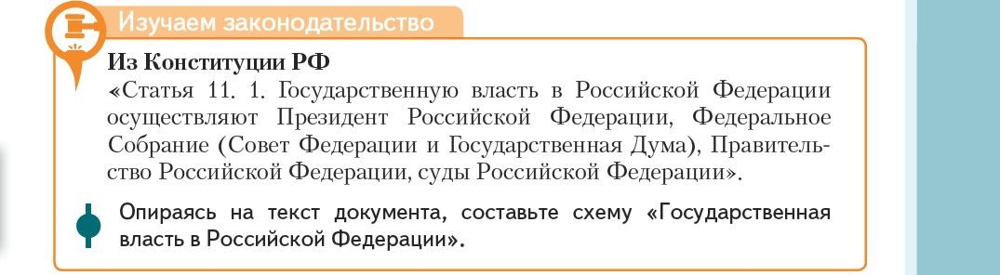 Изучаем законодательство
Из Конституции РФ
«Статья 11. 1. Государственную власть в Российской Федерации
осуществляют Президент Российской Федерации, Федеральное
Собрание (Совет Федерации и Государственная Дума), Правитель-
ство Российской Федерации, суды Российской Федерации».
Опираясь на текст документа, составьте схему «Государственная
власть в Российской Федерации».